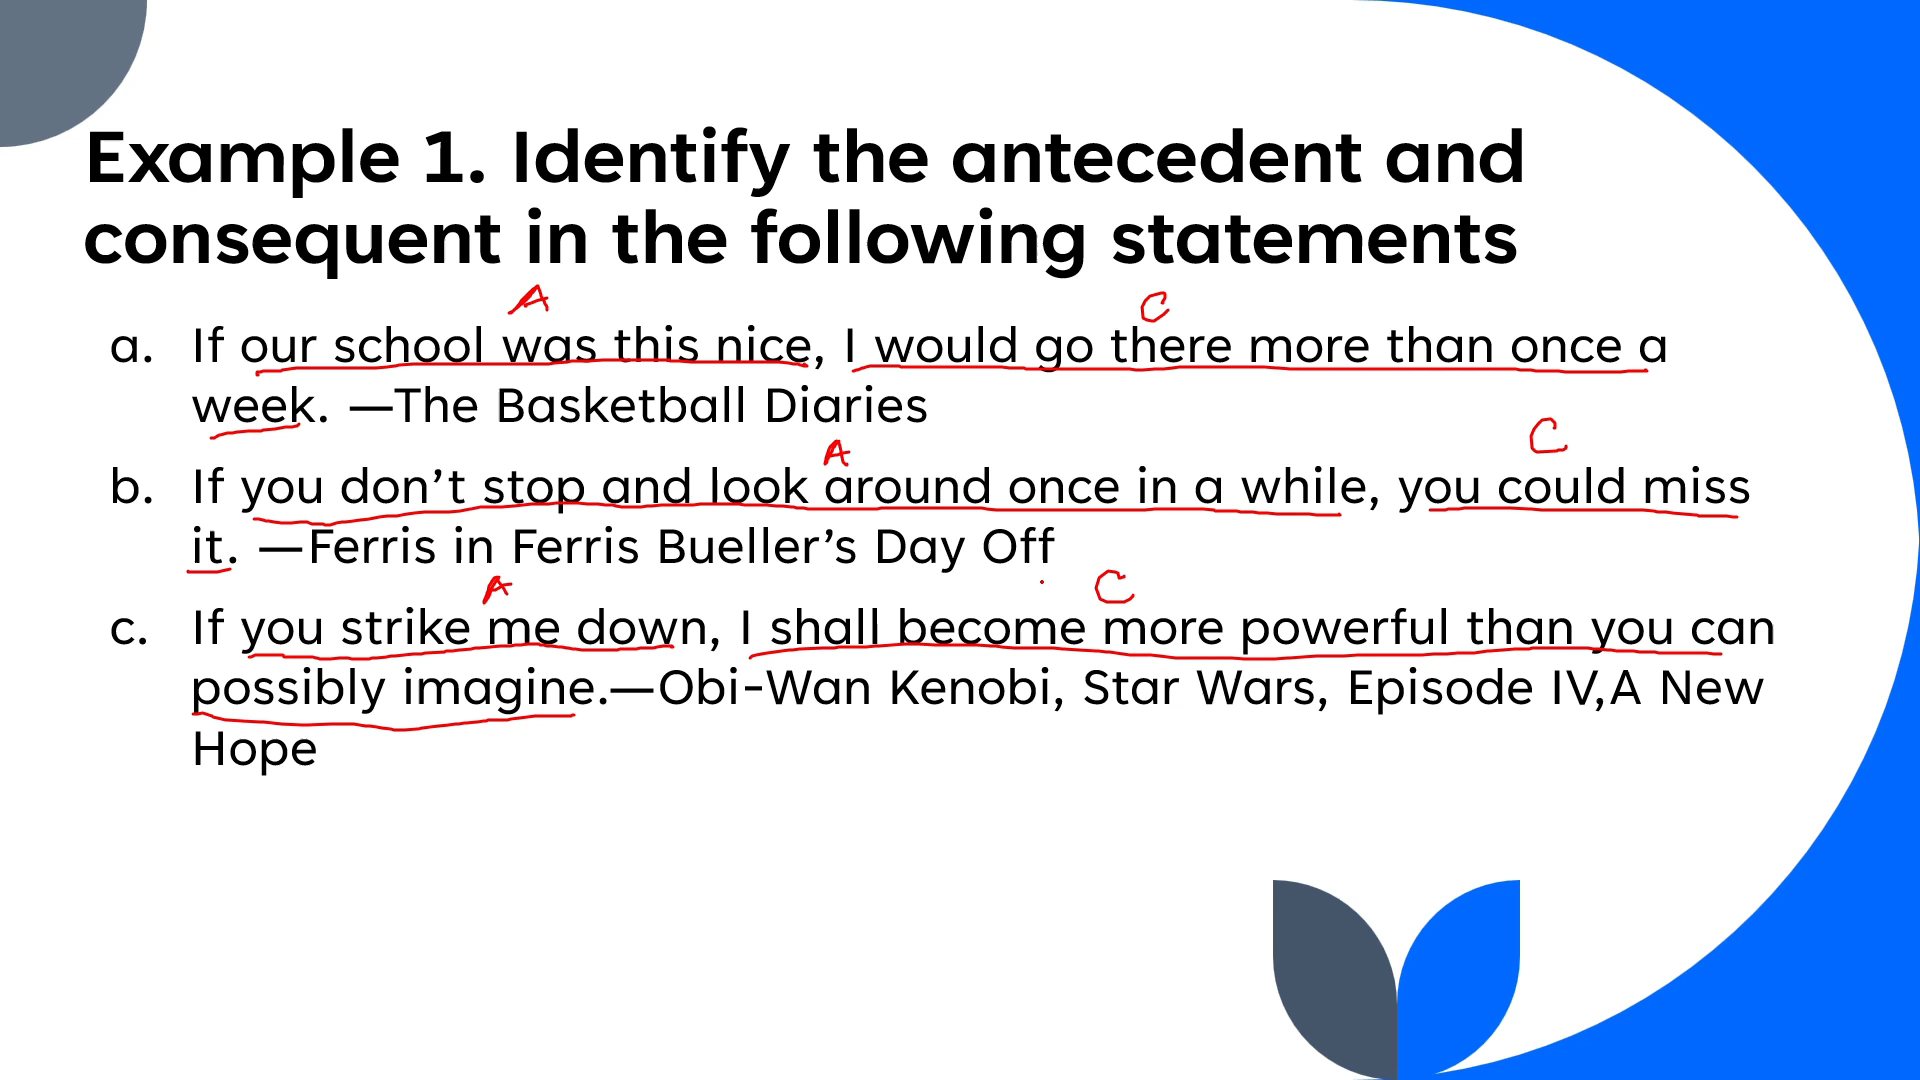 Example 1. Identify the antecedent and
consequent in the following statements
A C
a. If our school was this nice, I would go there more than once a
week. —The Basketball Diaries
A C
b. If you don’t stop and look around once in a while, you could miss
it. —Ferris in Ferris Bueller’s Day Off
A C
c. If you strike me down, I shall become more powerful than you can
possibly imagine.—Obi-Wan Kenobi, Star Wars, Episode IV,A New
Hope